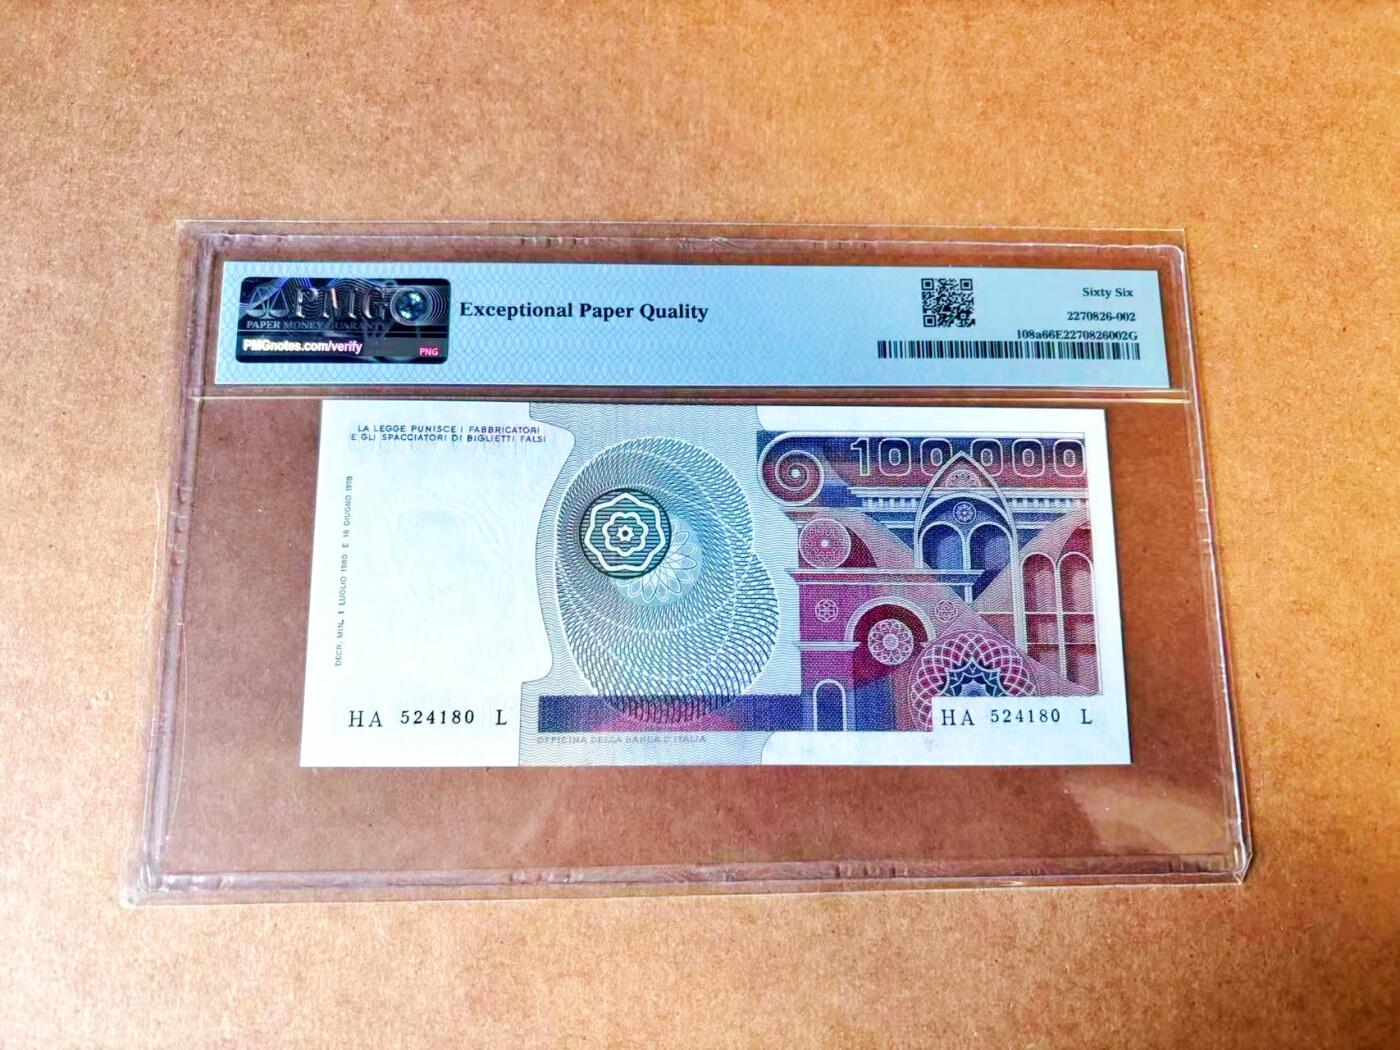 PMG
PAPER MONEY GUARANTY
PMGnotes.com/verify
PNG
Exceptional Paper Quality
Sixty Six
2270826-002
108a66E2270826002G
LA LEGGE PUNISCE I FABBRICATORI
E GLI SPACCIATORI DI BIGLIETTI FALSI
100000
DECR. MIN. 1 LUGLIO 1980 E 16 GIUGNO 1978
HA 524180 L
HA 524180 L
OFFICINA DELLA BANCA D'ITALIA